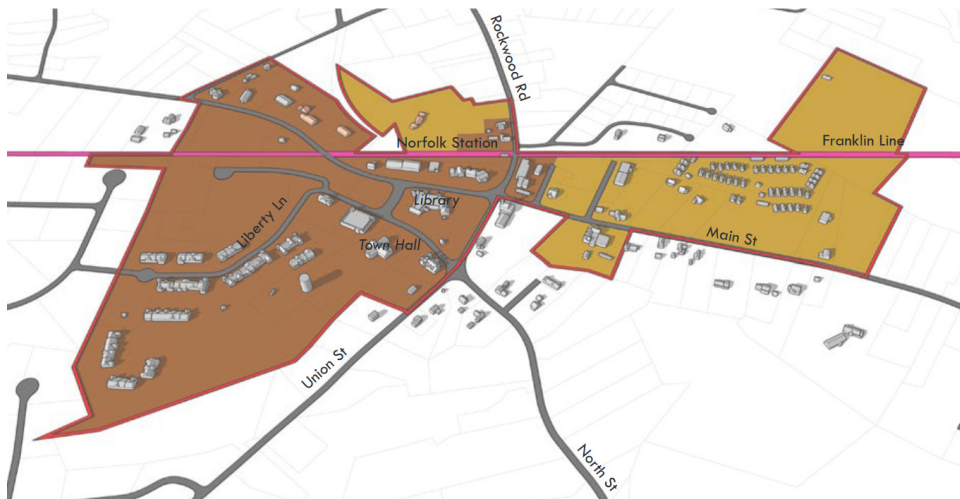 Rockwood Rd
Norfolk Station
Franklin Line
Library
Liberty Ln
Main St
Town Hall
Union St
North St